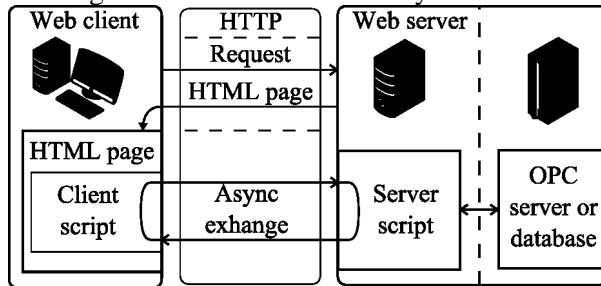 Web client
HTTP
Web server
Request
HTML page
HTML page
Client
script
Async
exhange
Server
script
OPC
server or
database